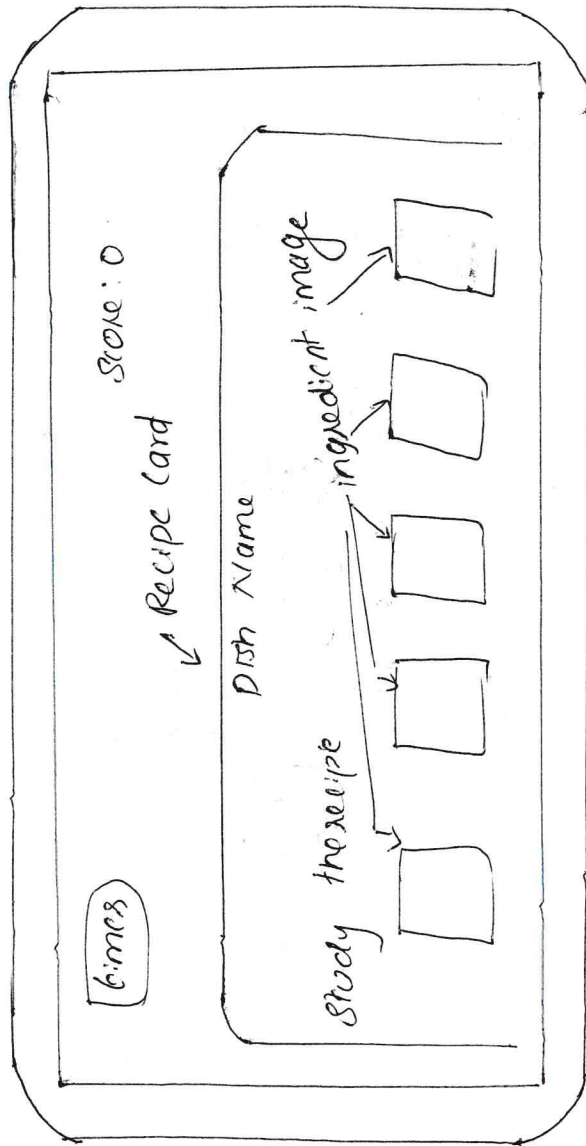 timer
Score: 0
Recipe Card
Dish Name
Study the recipe
ingredient image